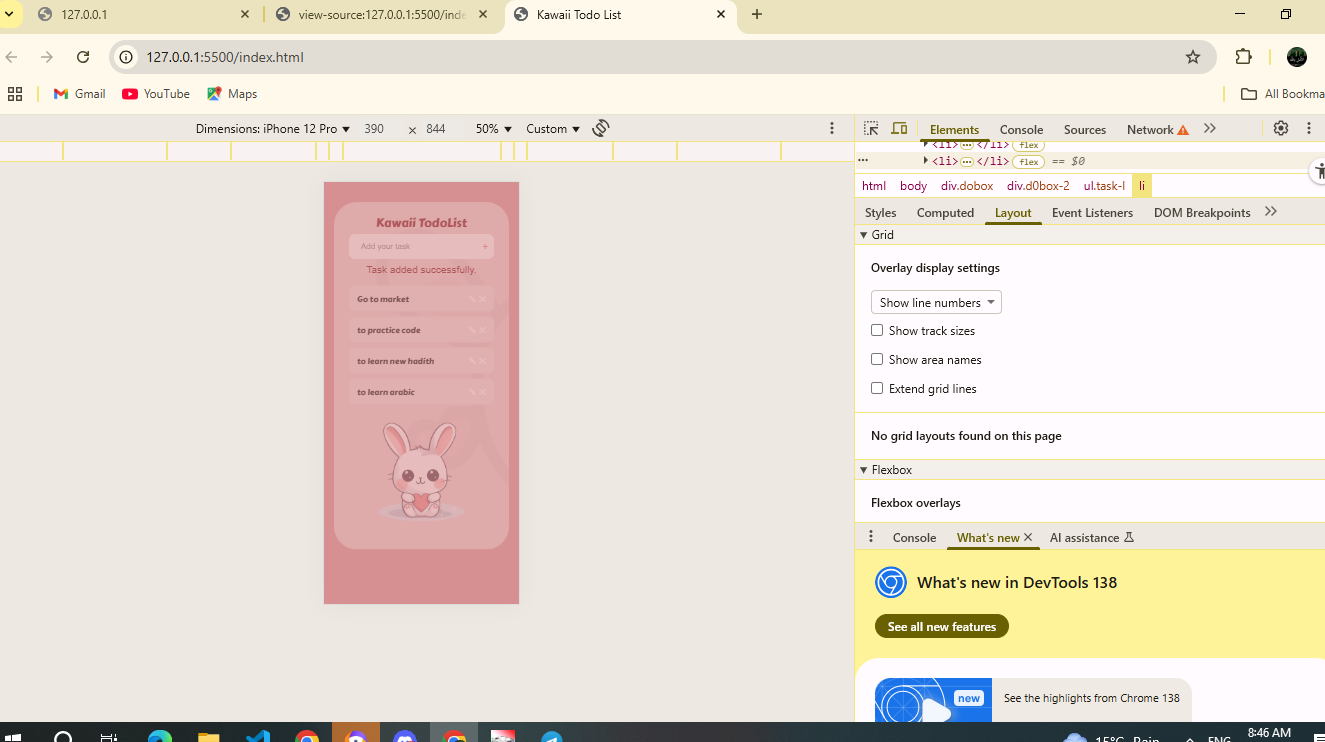 127.0.0.1
view-source:127.0.0.1:5500/inde
Kawaii Todo List
127.0.0.1:5500/index.html
Gmail
YouTube
Maps
All Bookma
Dimensions: iPhone 12 Pro
390
×
844
50%
Custom
Elements
Console
Sources
Network
<li>
</li>
flex
<li>
</li>
flex
== $0
html
body
div.dobox
div.d0box-2
ul.task-l
li
Styles
Computed
Layout
Event Listeners
DOM Breakpoints
Grid
Overlay display settings
Show line numbers
Show track sizes
Show area names
Extend grid lines
No grid layouts found on this page
Flexbox
Flexbox overlays
Kawaii TodoList
Add your task
+
Task added successfully.
Go to market
to practice code
to learn new hadith
to learn arabic
Console
What's new
AI assistance
What's new in DevTools 138
See all new features
new
See the highlights from Chrome 138
15°C Rain
ENG
8:46 AM